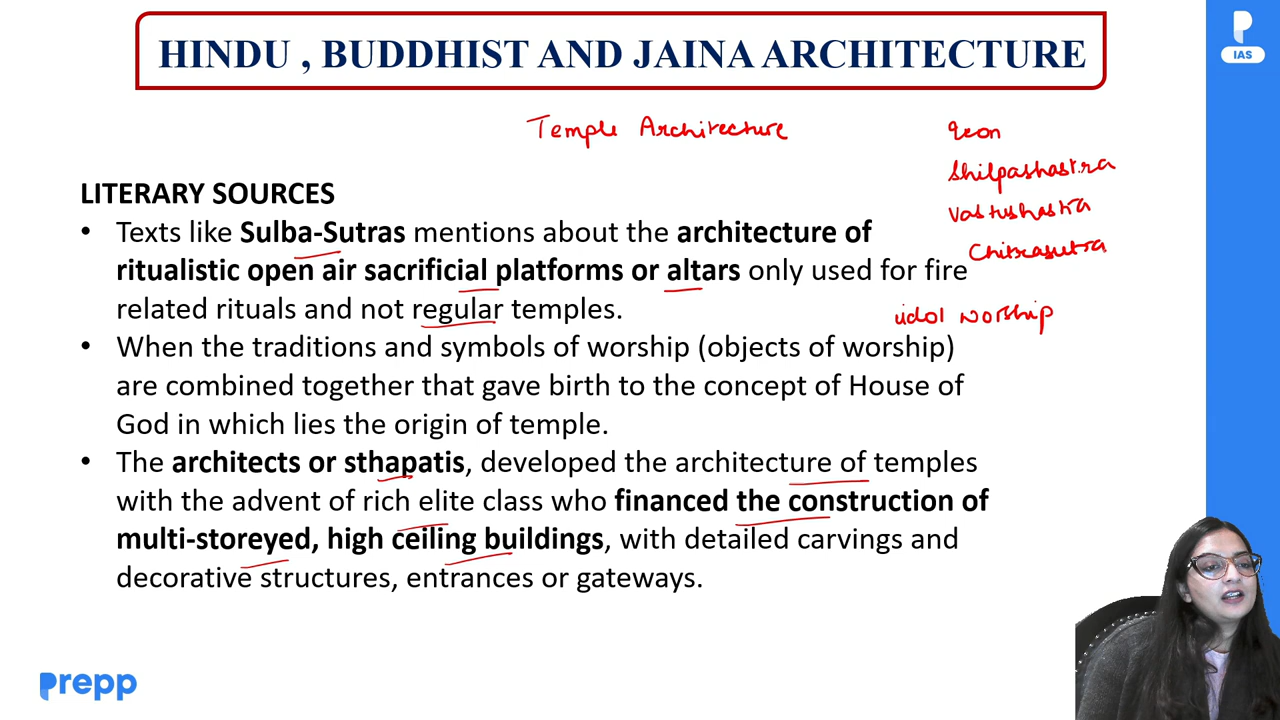 HINDU , BUDDHIST AND JAINA ARCHITECTURE
IAS
Temple Architecture
Shilpashastra
Vastushastra
Chitrasutra
idol worship
LITERARY SOURCES
• Texts like Sulba-Sutras mentions about the architecture of
ritualistic open air sacrificial platforms or altars only used for fire
related rituals and not regular temples.
• When the traditions and symbols of worship (objects of worship)
are combined together that gave birth to the concept of House of
God in which lies the origin of temple.
• The architects or sthapatis, developed the architecture of temples
with the advent of rich elite class who financed the construction of
multi-storeyed, high ceiling buildings, with detailed carvings and
decorative structures, entrances or gateways.
prepp